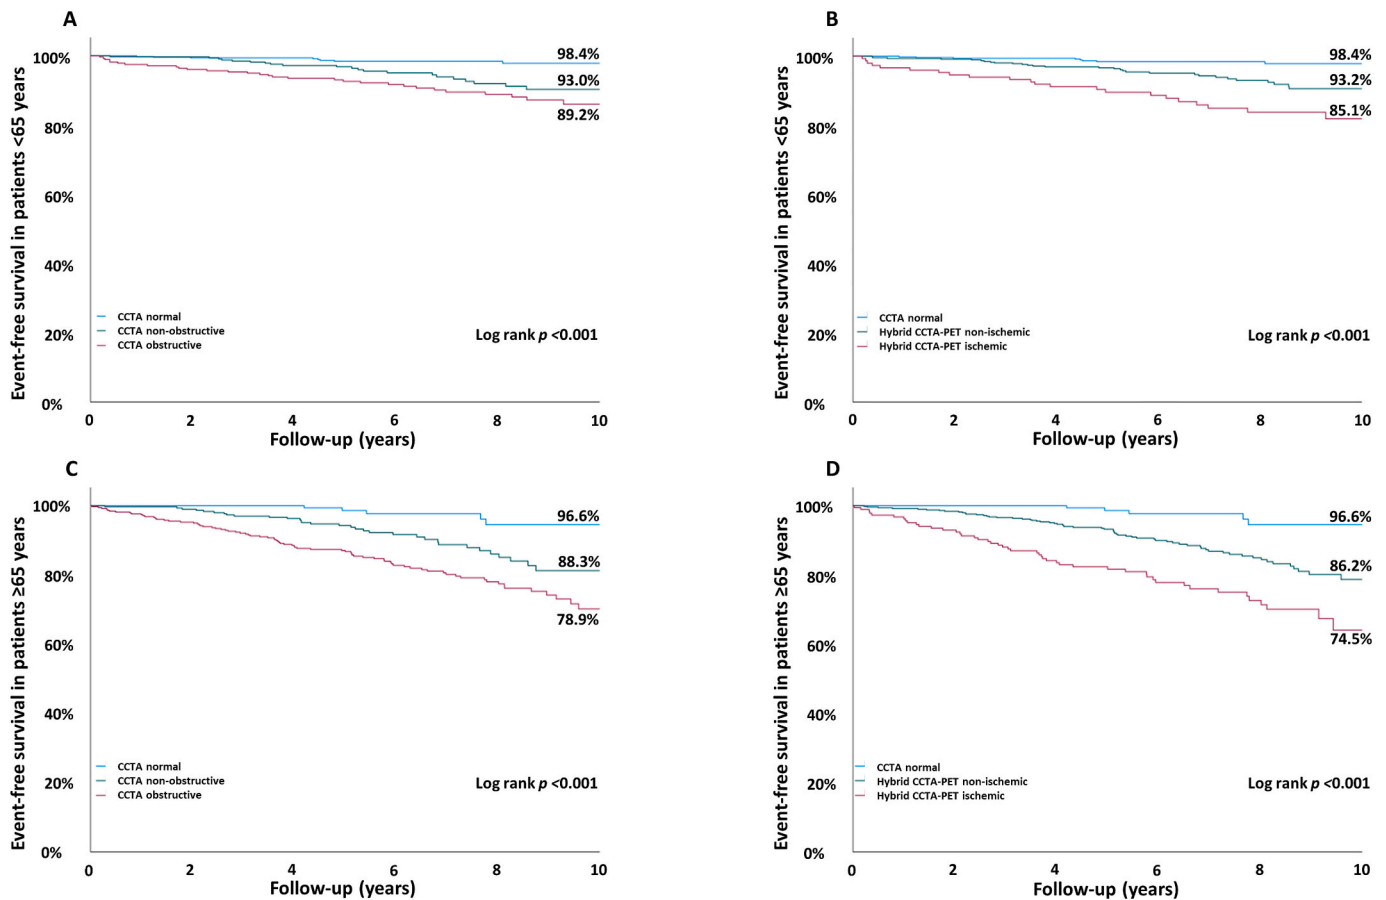 A
Event-free survival in patients <65 years
100%
80%
60%
40%
20%
0%
98.4%
93.0%
89.2%
CCTA normal
CCTA non-obstructive
CCTA obstructive
Log rank p <0.001
0 2 4 6 8 10
Follow-up (years)
B
Event-free survival in patients <65 years
100%
80%
60%
40%
20%
0%
98.4%
93.2%
85.1%
CCTA normal
Hybrid CCTA-PET non-ischemic
Hybrid CCTA-PET ischemic
Log rank p <0.001
0 2 4 6 8 10
Follow-up (years)
C
Event-free survival in patients ≥65 years
100%
80%
60%
40%
20%
0%
96.6%
88.3%
78.9%
CCTA normal
CCTA non-obstructive
CCTA obstructive
Log rank p <0.001
0 2 4 6 8 10
Follow-up (years)
D
Event-free survival in patients ≥65 years
100%
80%
60%
40%
20%
0%
96.6%
86.2%
74.5%
CCTA normal
Hybrid CCTA-PET non-ischemic
Hybrid CCTA-PET ischemic
Log rank p <0.001
0 2 4 6 8 10
Follow-up (years)